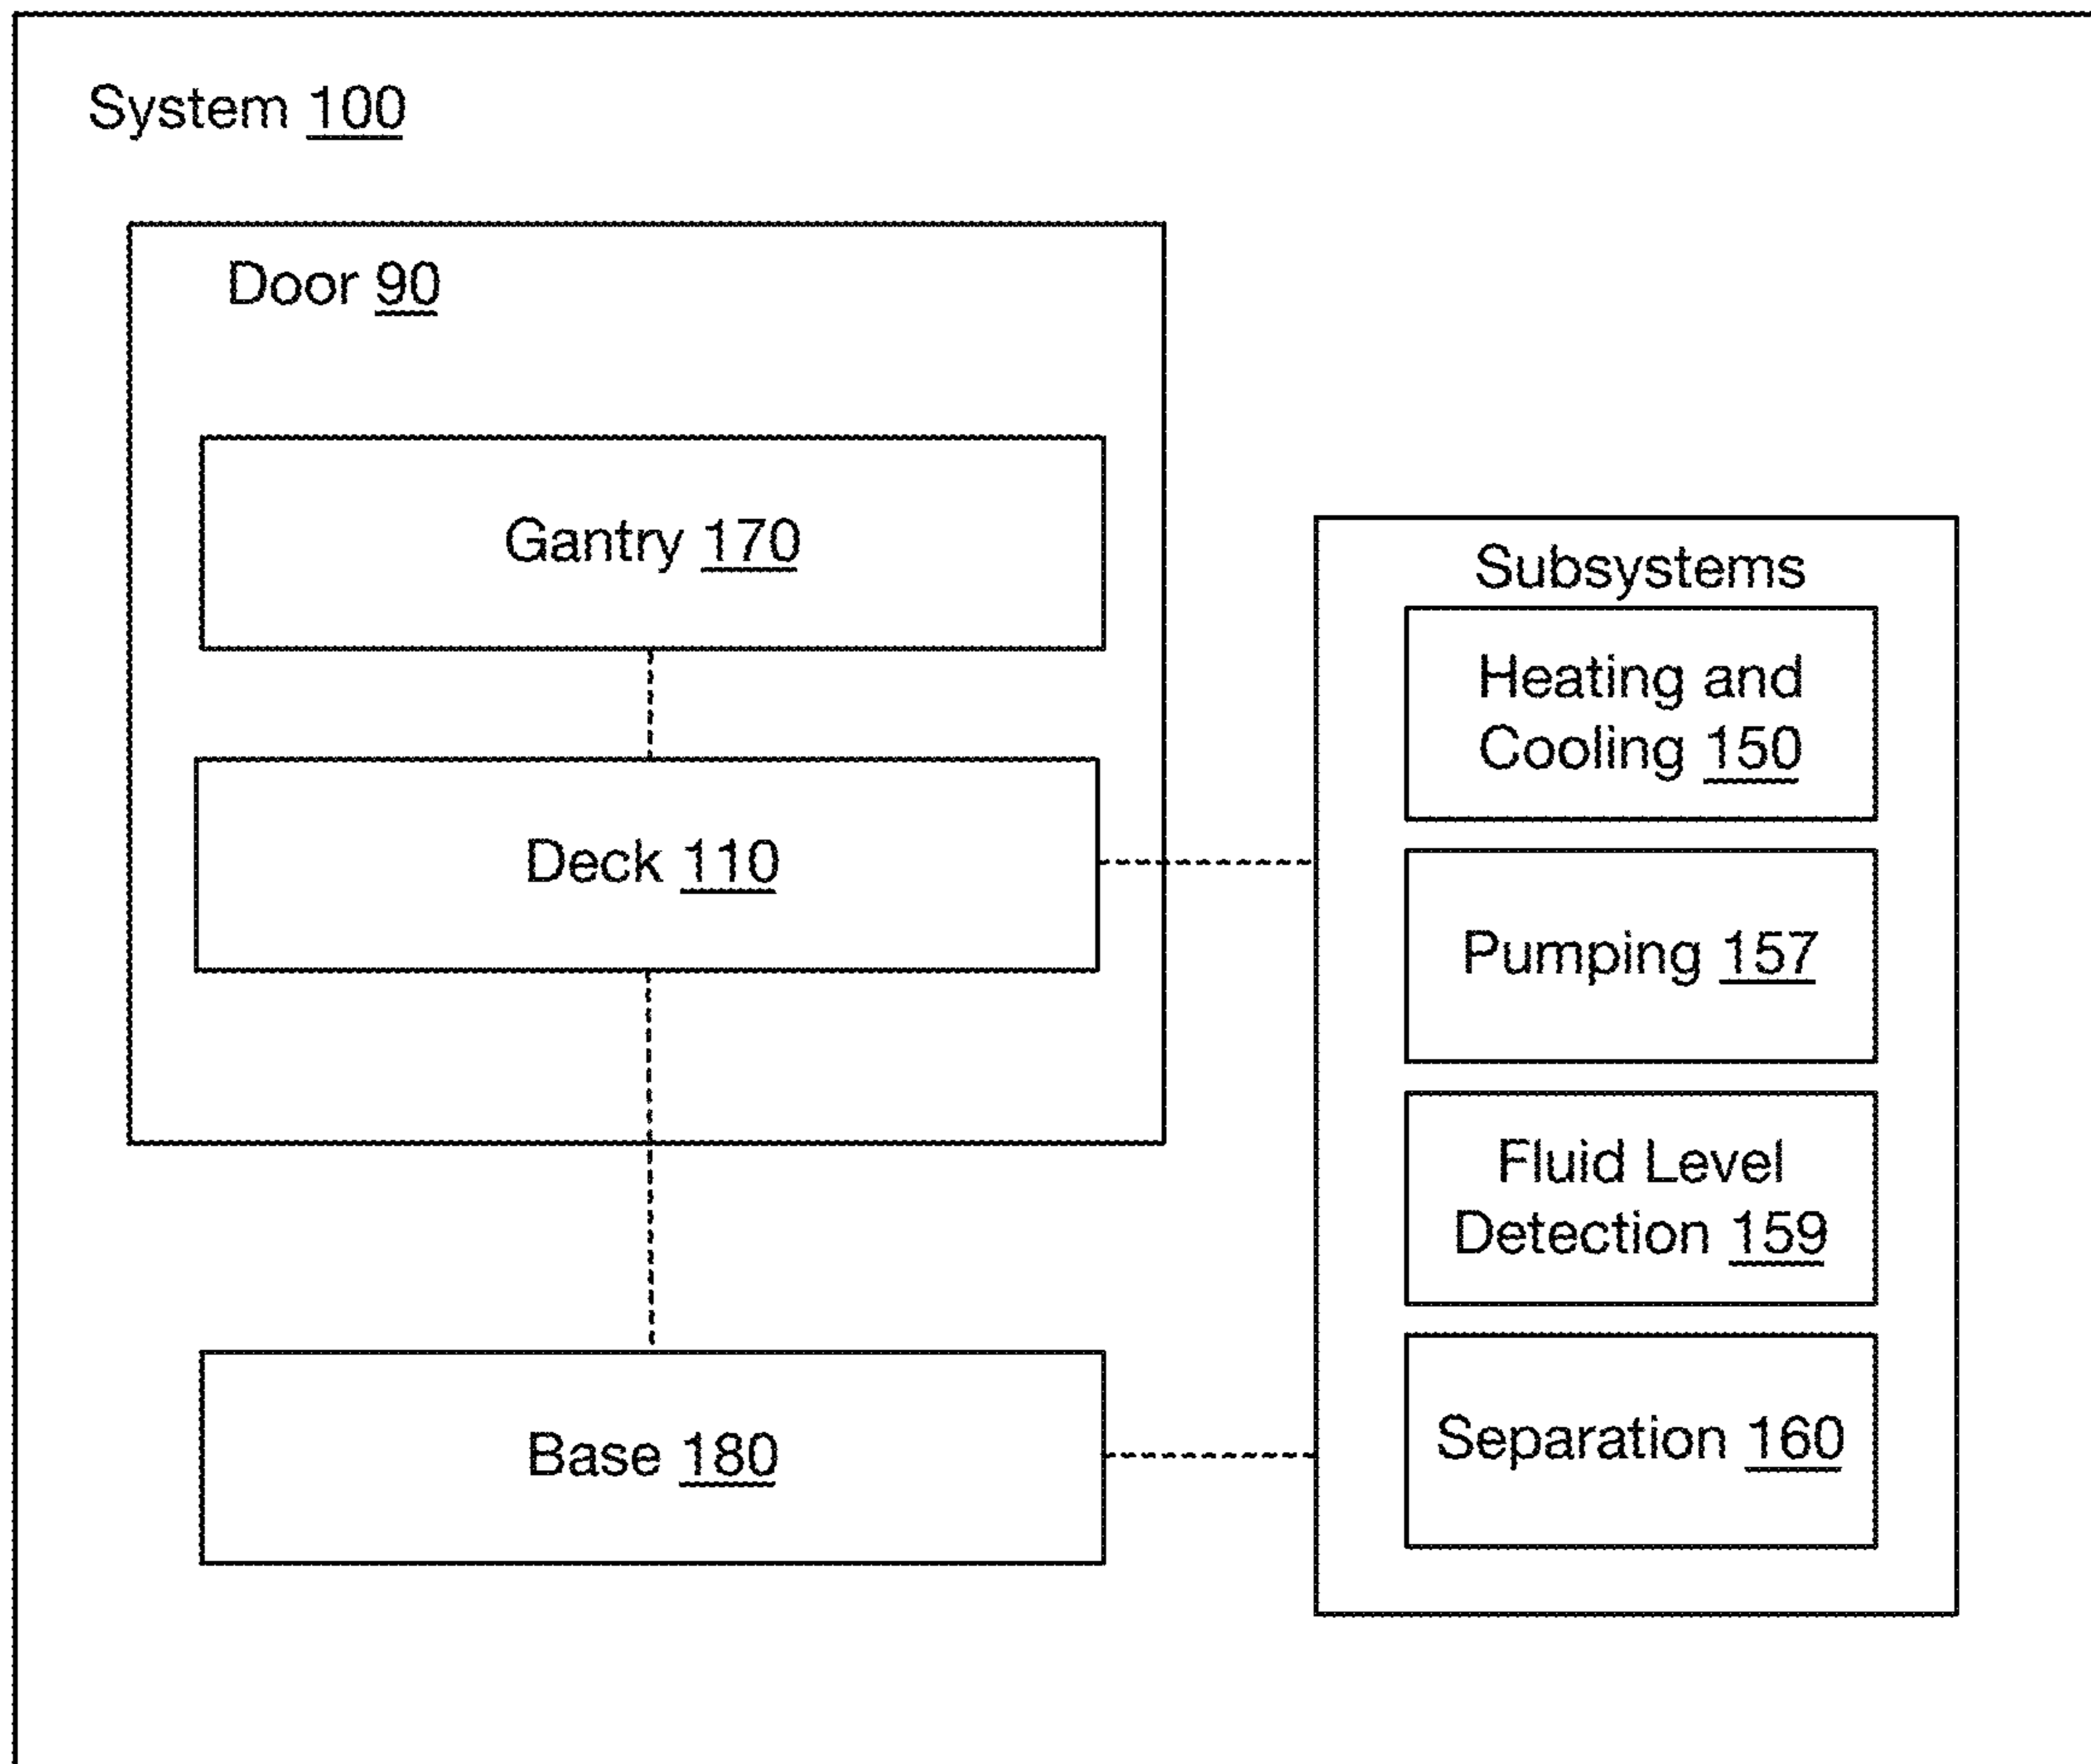 System 100
Door 90
Gantry 170
Deck 110
Base 180
Subsystems
Heating and
Cooling 150
Pumping 157
Fluid Level
Detection 159
Separation 160